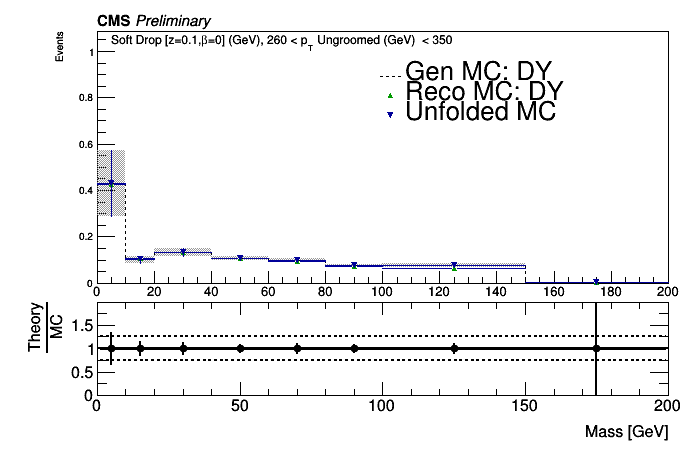 CMS Preliminary
Events
Soft Drop [z=0.1,β=0] (GeV), 260 < pT Ungroomed (GeV) < 350
Gen MC: DY
Reco MC: DY
Unfolded MC
1
0.8
0.6
0.4
0.2
0
0 20 40 60 80 100 120 140 160 180 200
Theory
MC
1.5
1
0.5
0
0 50 100 150 200
Mass [GeV]